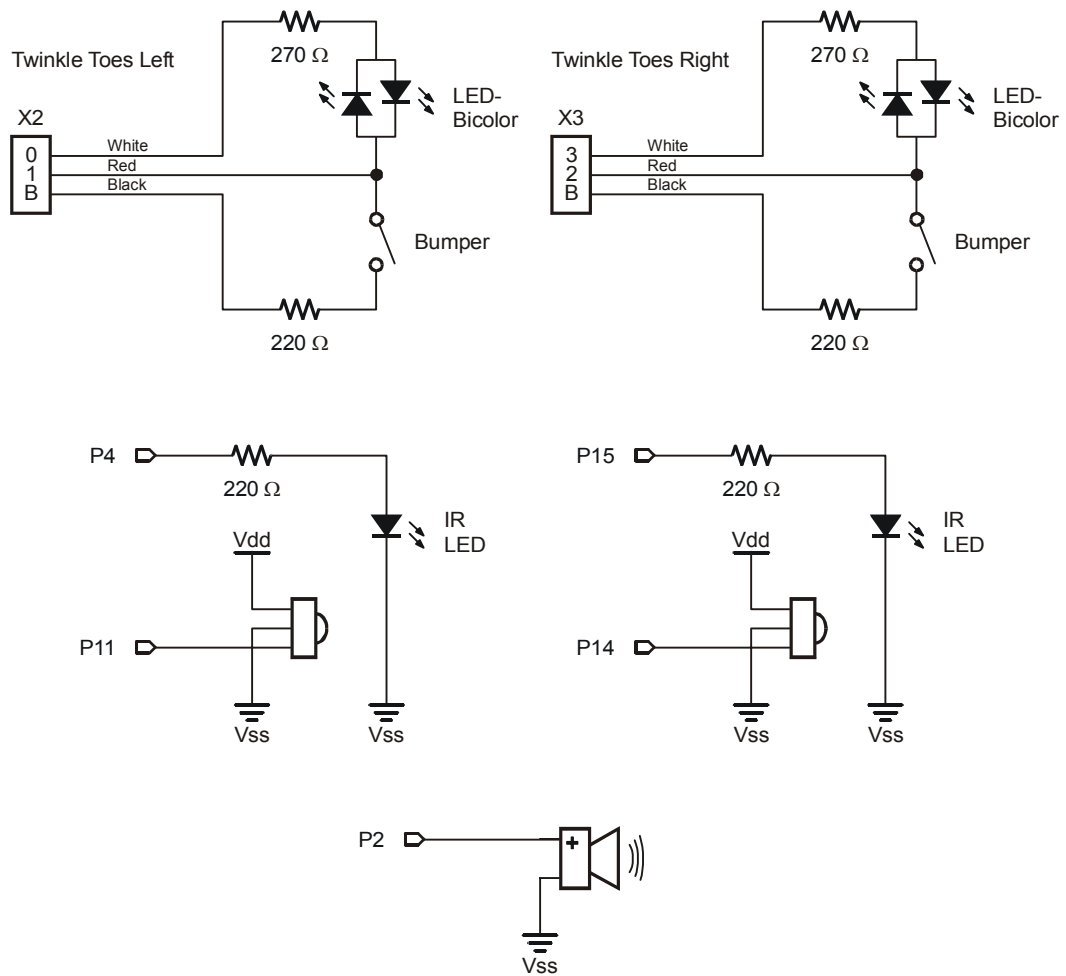 Twinkle Toes Left
270 Ω
LED-
Bicolor
X2
0
1
B
White
Red
Black
Bumper
220 Ω
Twinkle Toes Right
270 Ω
LED-
Bicolor
X3
3
2
B
White
Red
Black
Bumper
220 Ω
P4
220 Ω
IR
LED
Vdd
P11
Vss
Vss
P15
220 Ω
IR
LED
Vdd
P14
Vss
Vss
P2
+
Vss